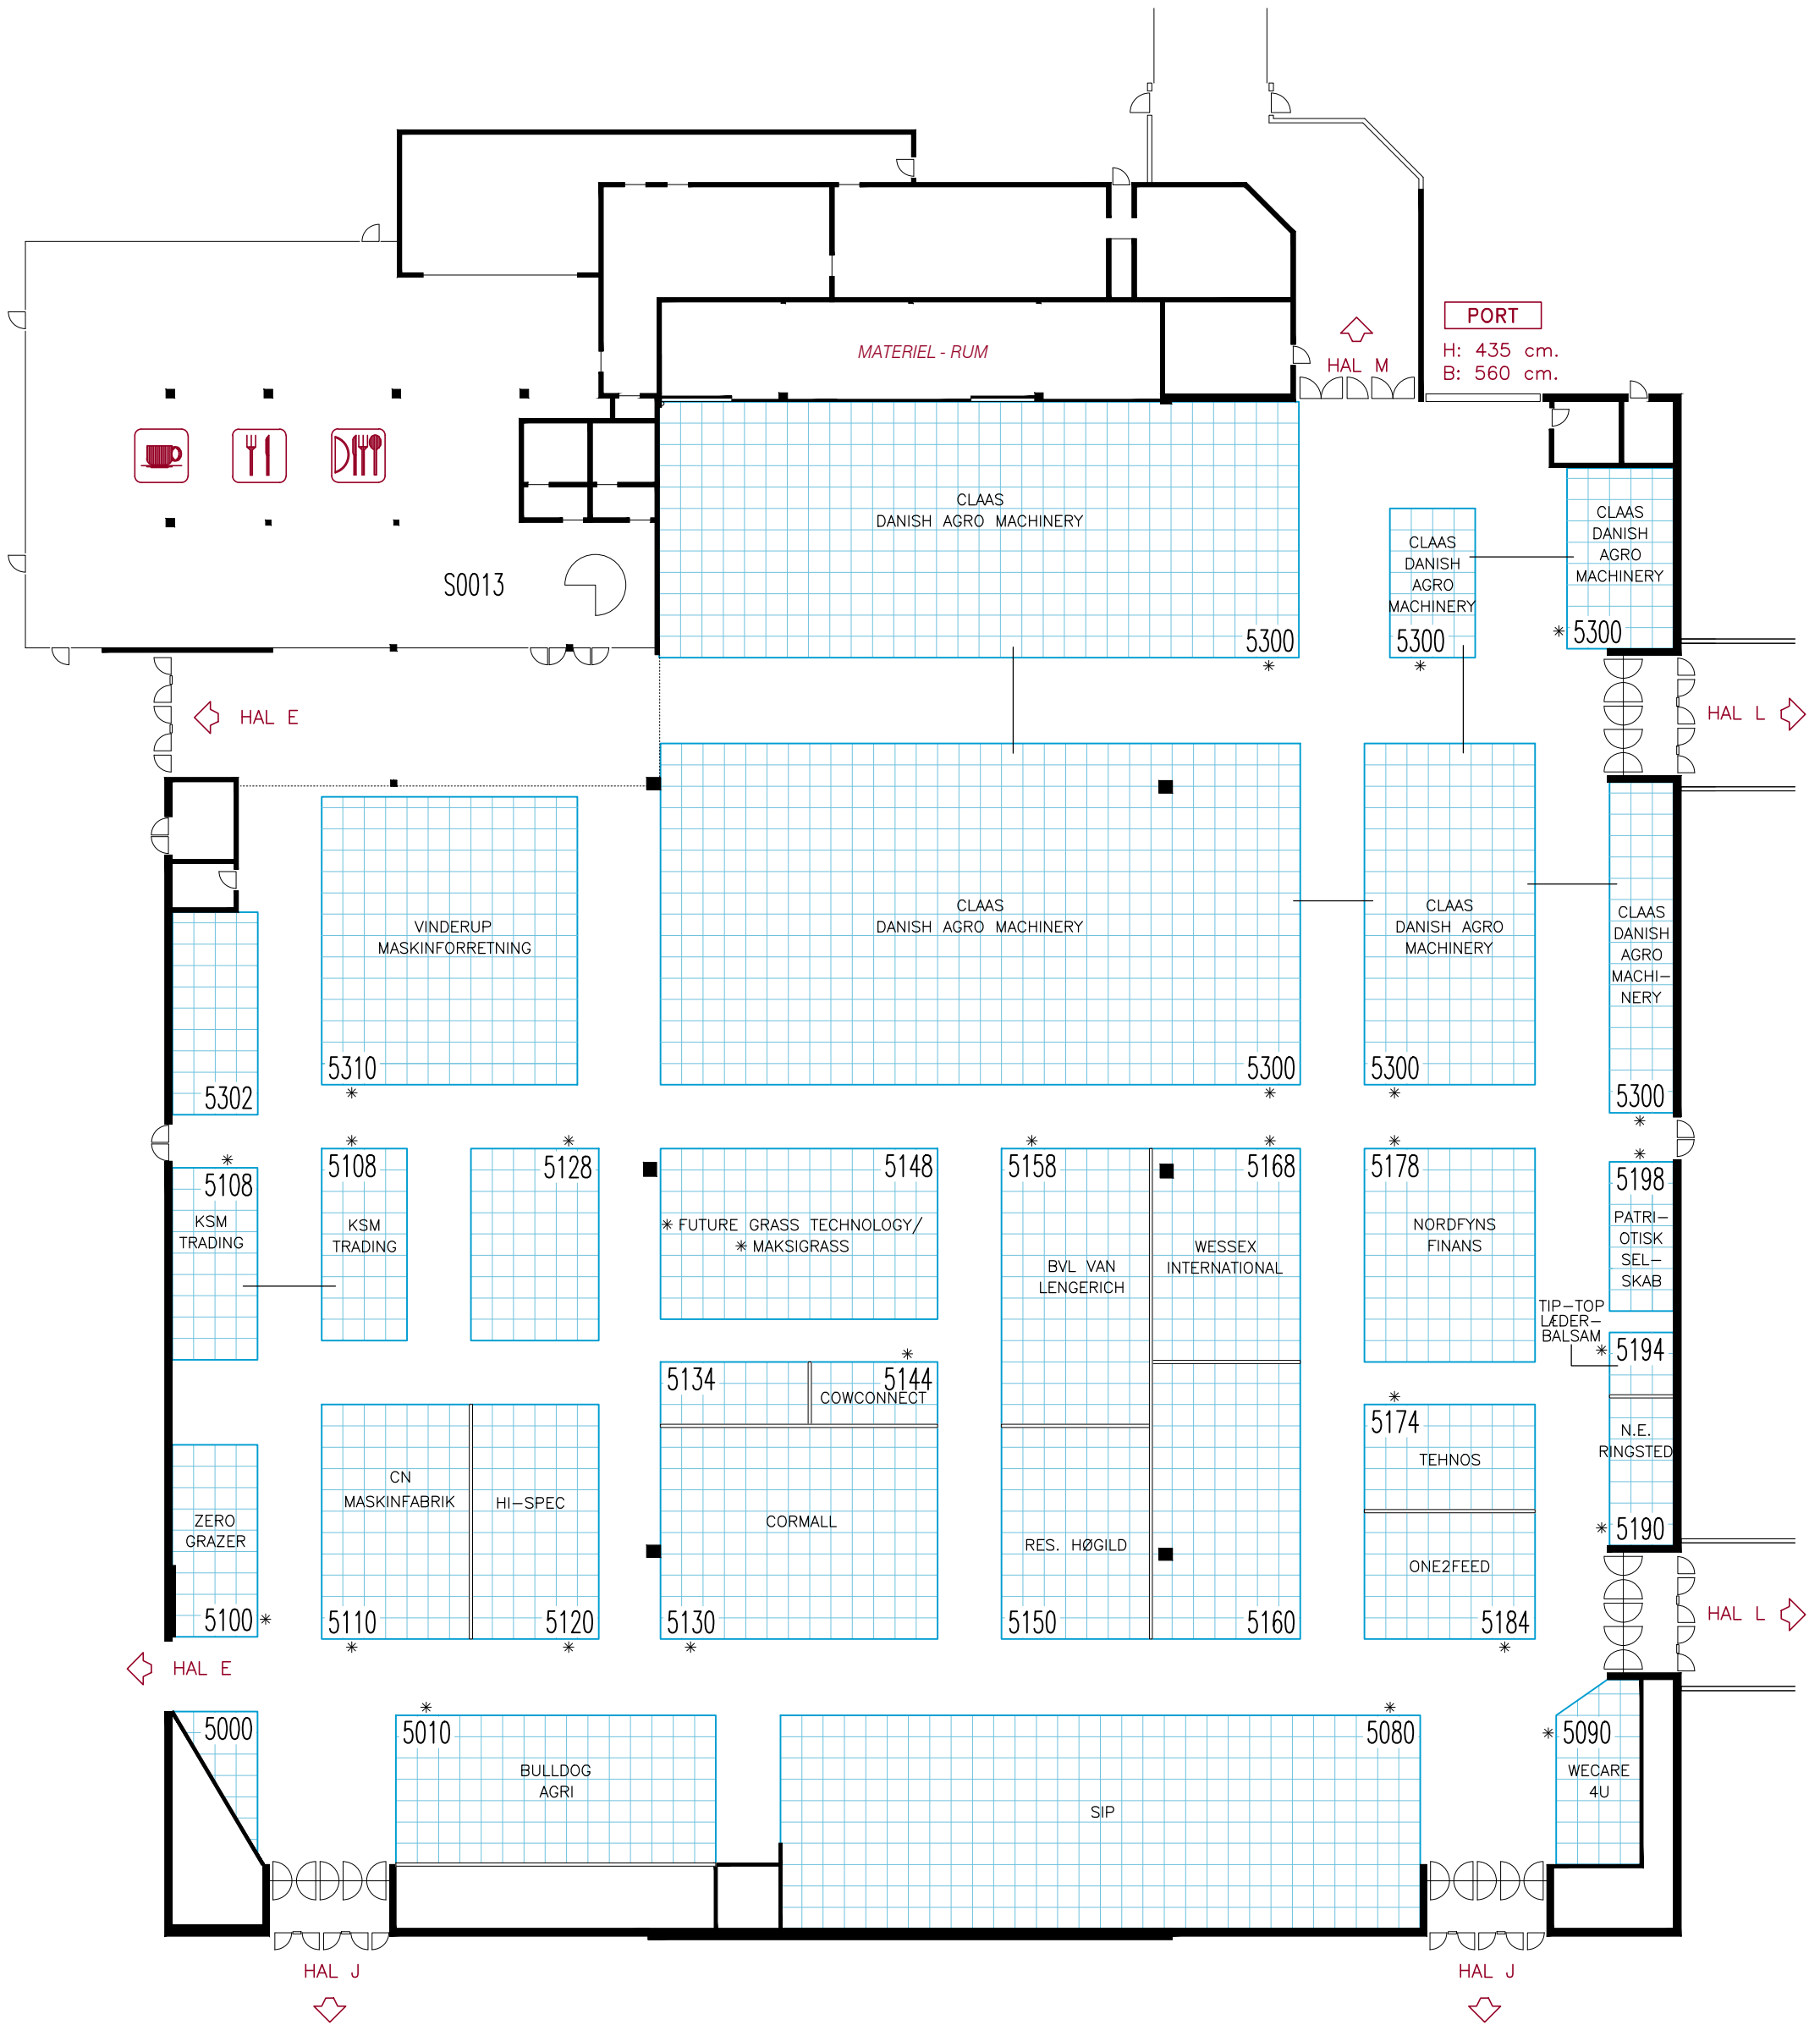 PORT
H: 435 cm.
B: 560 cm.
MATERIEL - RUM
HAL M
CLAAS
DANISH AGRO MACHINERY
5300
CLAAS
DANISH
AGRO
MACHINERY
5300
CLAAS
DANISH
AGRO
MACHINERY
5300
S0013
HAL E
HAL L
VINDERUP
MASKINFORRETNING
5310
CLAAS
DANISH AGRO MACHINERY
5300
CLAAS
DANISH AGRO
MACHINERY
5300
CLAAS
DANISH
AGRO
MACHI-
NERY
5300
5302
5108
KSM
TRADING
5108
KSM
TRADING
5128
5148
* FUTURE GRASS TECHNOLOGY/
* MAKSIGRASS
5158
BVL VAN
LENGERICH
5168
WESSEX
INTERNATIONAL
5178
NORDFYNS
FINANS
5198
PATRI-
OTISK
SEL-
SKAB
TIP-TOP
LÆDER-
BALSAM
5194
5134
5144
COWCONNECT
5174
TEHNOS
N.E.
RINGSTED
5190
ZERO
GRAZER
5100
CN
MASKINFABRIK
5110
HI-SPEC
5120
CORMALL
5130
RES. HØGILD
5150
5160
ONE2FEED
5184
HAL L
HAL E
5000
5010
BULLDOG
AGRI
5080
SIP
5090
WECARE
4U
HAL J
HAL J